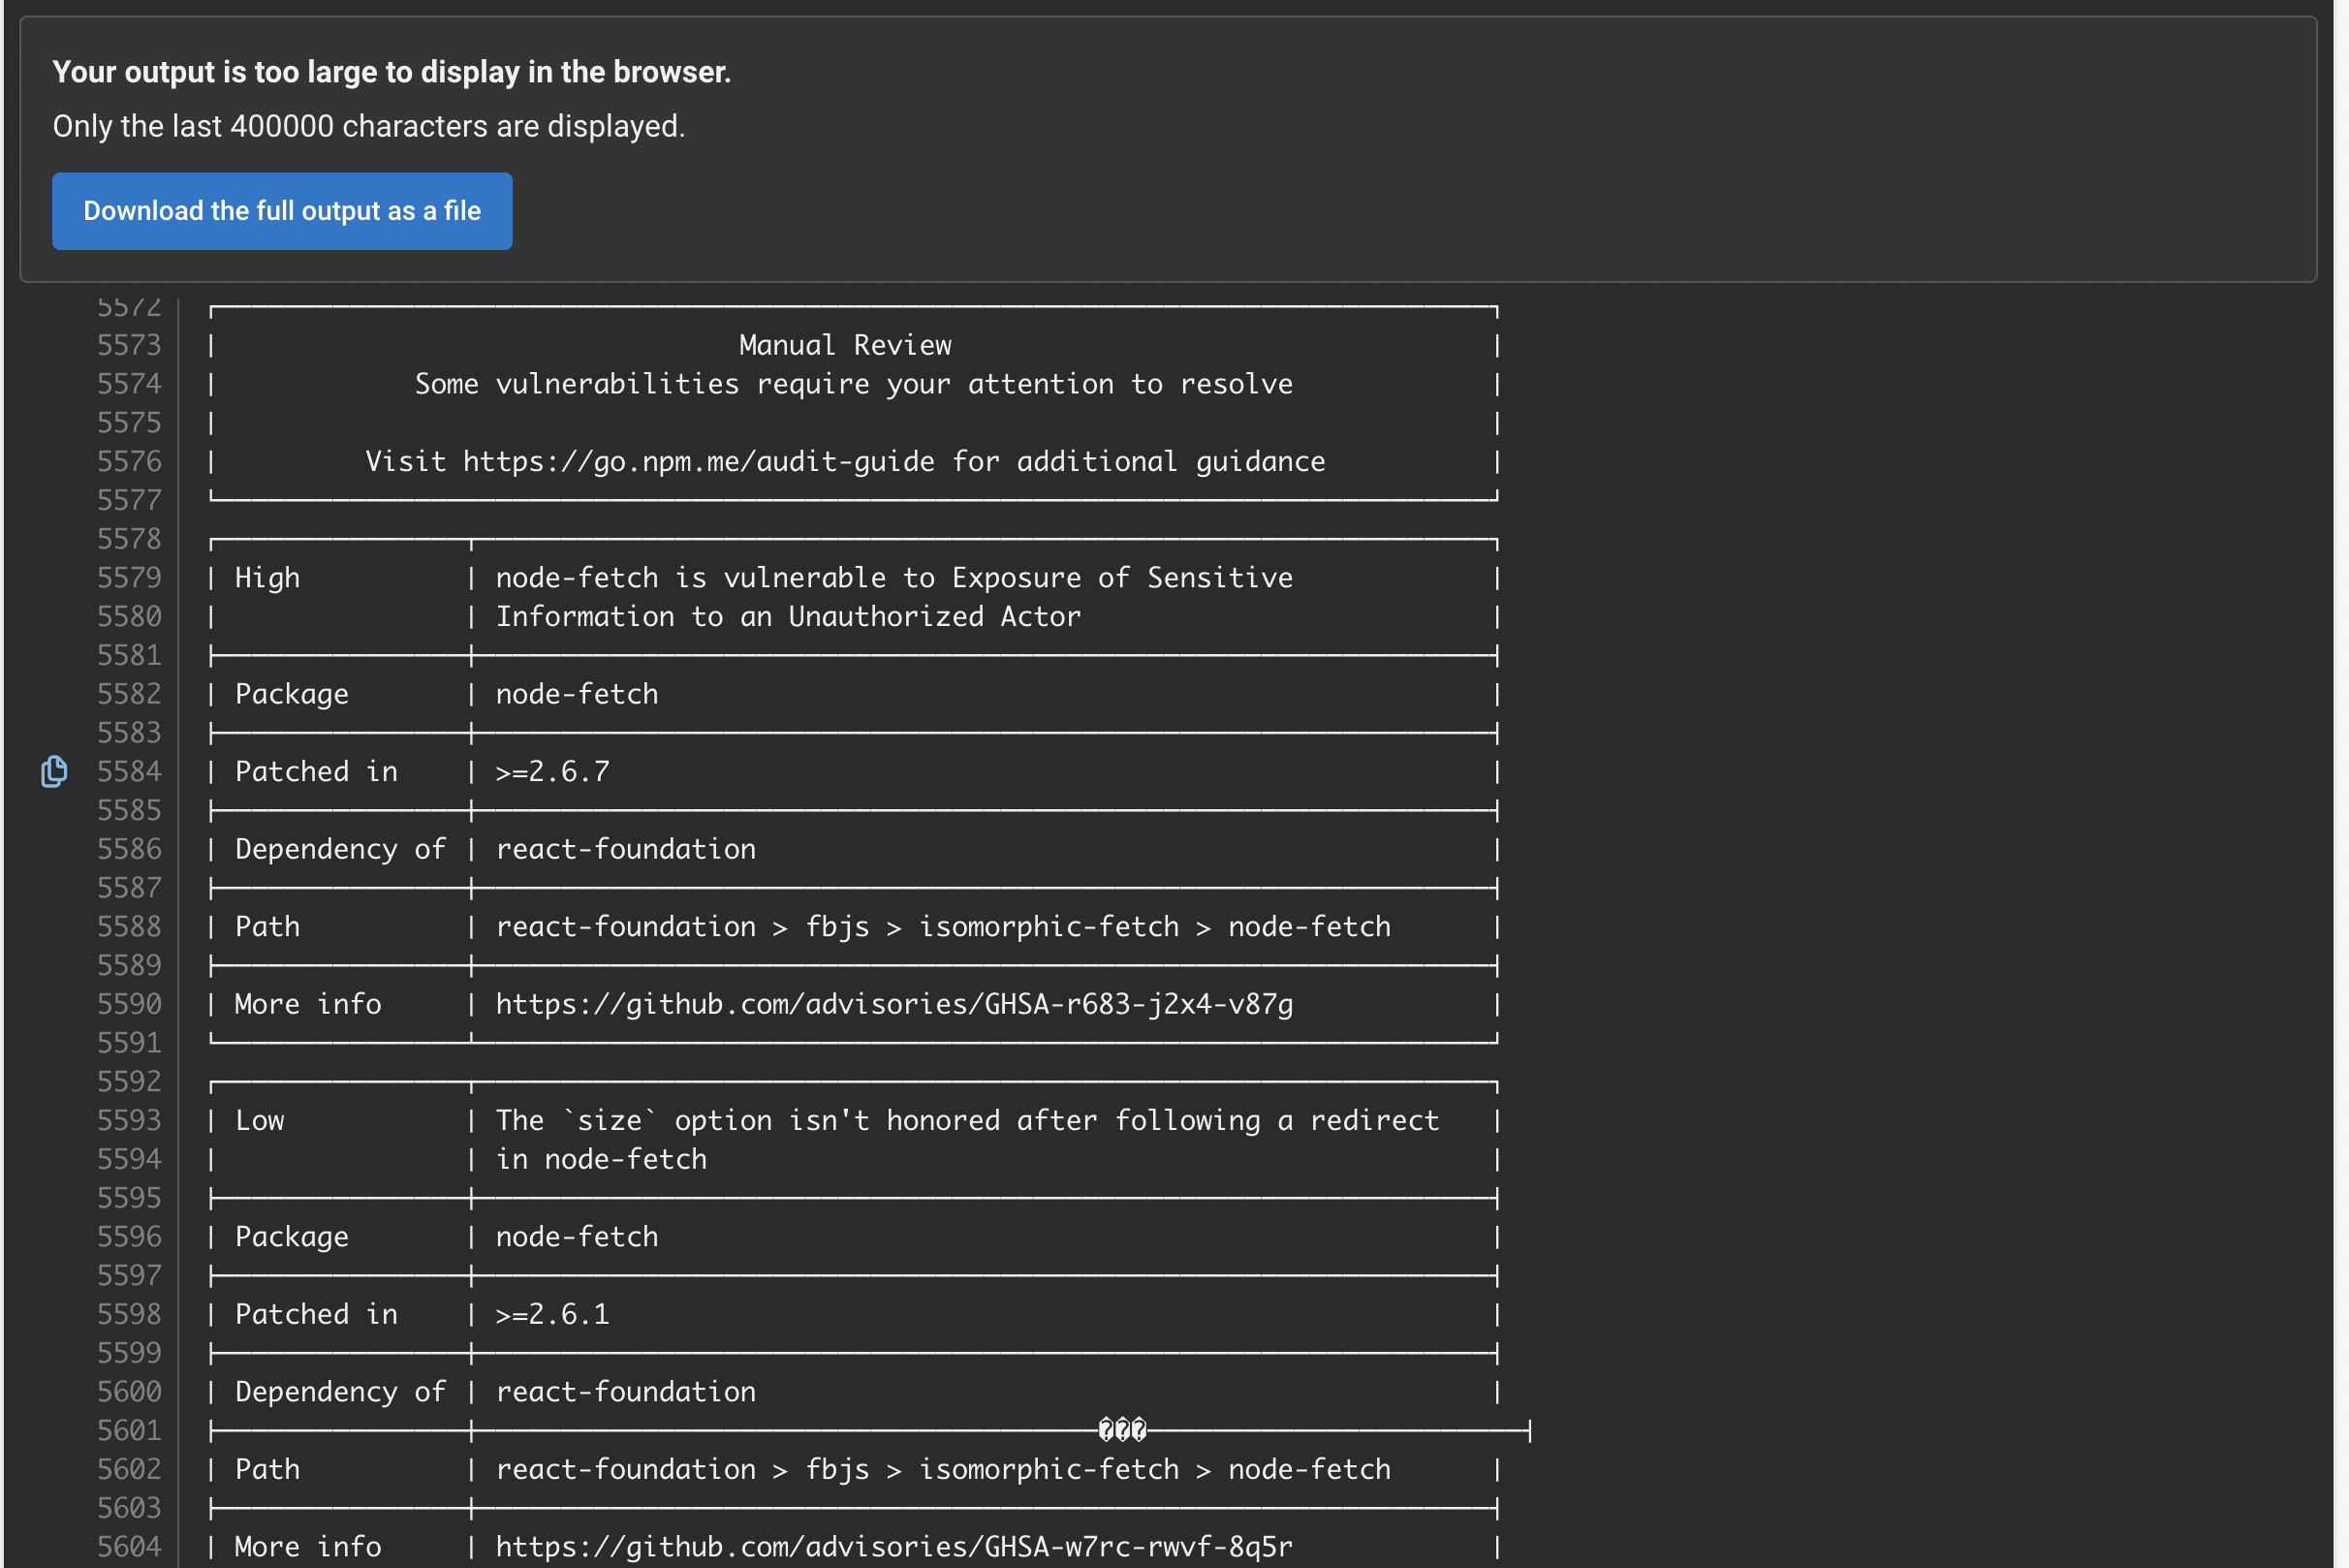 Your output is too large to display in the browser.
Only the last 400000 characters are displayed.
Download the full output as a file
5572
5573 | Manual Review |
5574 | Some vulnerabilities require your attention to resolve |
5575 | |
5576 | Visit https://go.npm.me/audit-guide for additional guidance |
5577
5578
5579 | High | node-fetch is vulnerable to Exposure of Sensitive |
5580 | | Information to an Unauthorized Actor |
5581
5582 | Package | node-fetch |
5583
5584 | Patched in | >=2.6.7 |
5585
5586 | Dependency of | react-foundation |
5587
5588 | Path | react-foundation > fbjs > isomorphic-fetch > node-fetch |
5589
5590 | More info | https://github.com/advisories/GHSA-r683-j2x4-v87g |
5591
5592
5593 | Low | The `size` option isn't honored after following a redirect |
5594 | | in node-fetch |
5595
5596 | Package | node-fetch |
5597
5598 | Patched in | >=2.6.1 |
5599
5600 | Dependency of | react-foundation |
5601 ���
5602 | Path | react-foundation > fbjs > isomorphic-fetch > node-fetch |
5603
5604 | More info | https://github.com/advisories/GHSA-w7rc-rwvf-8q5r |